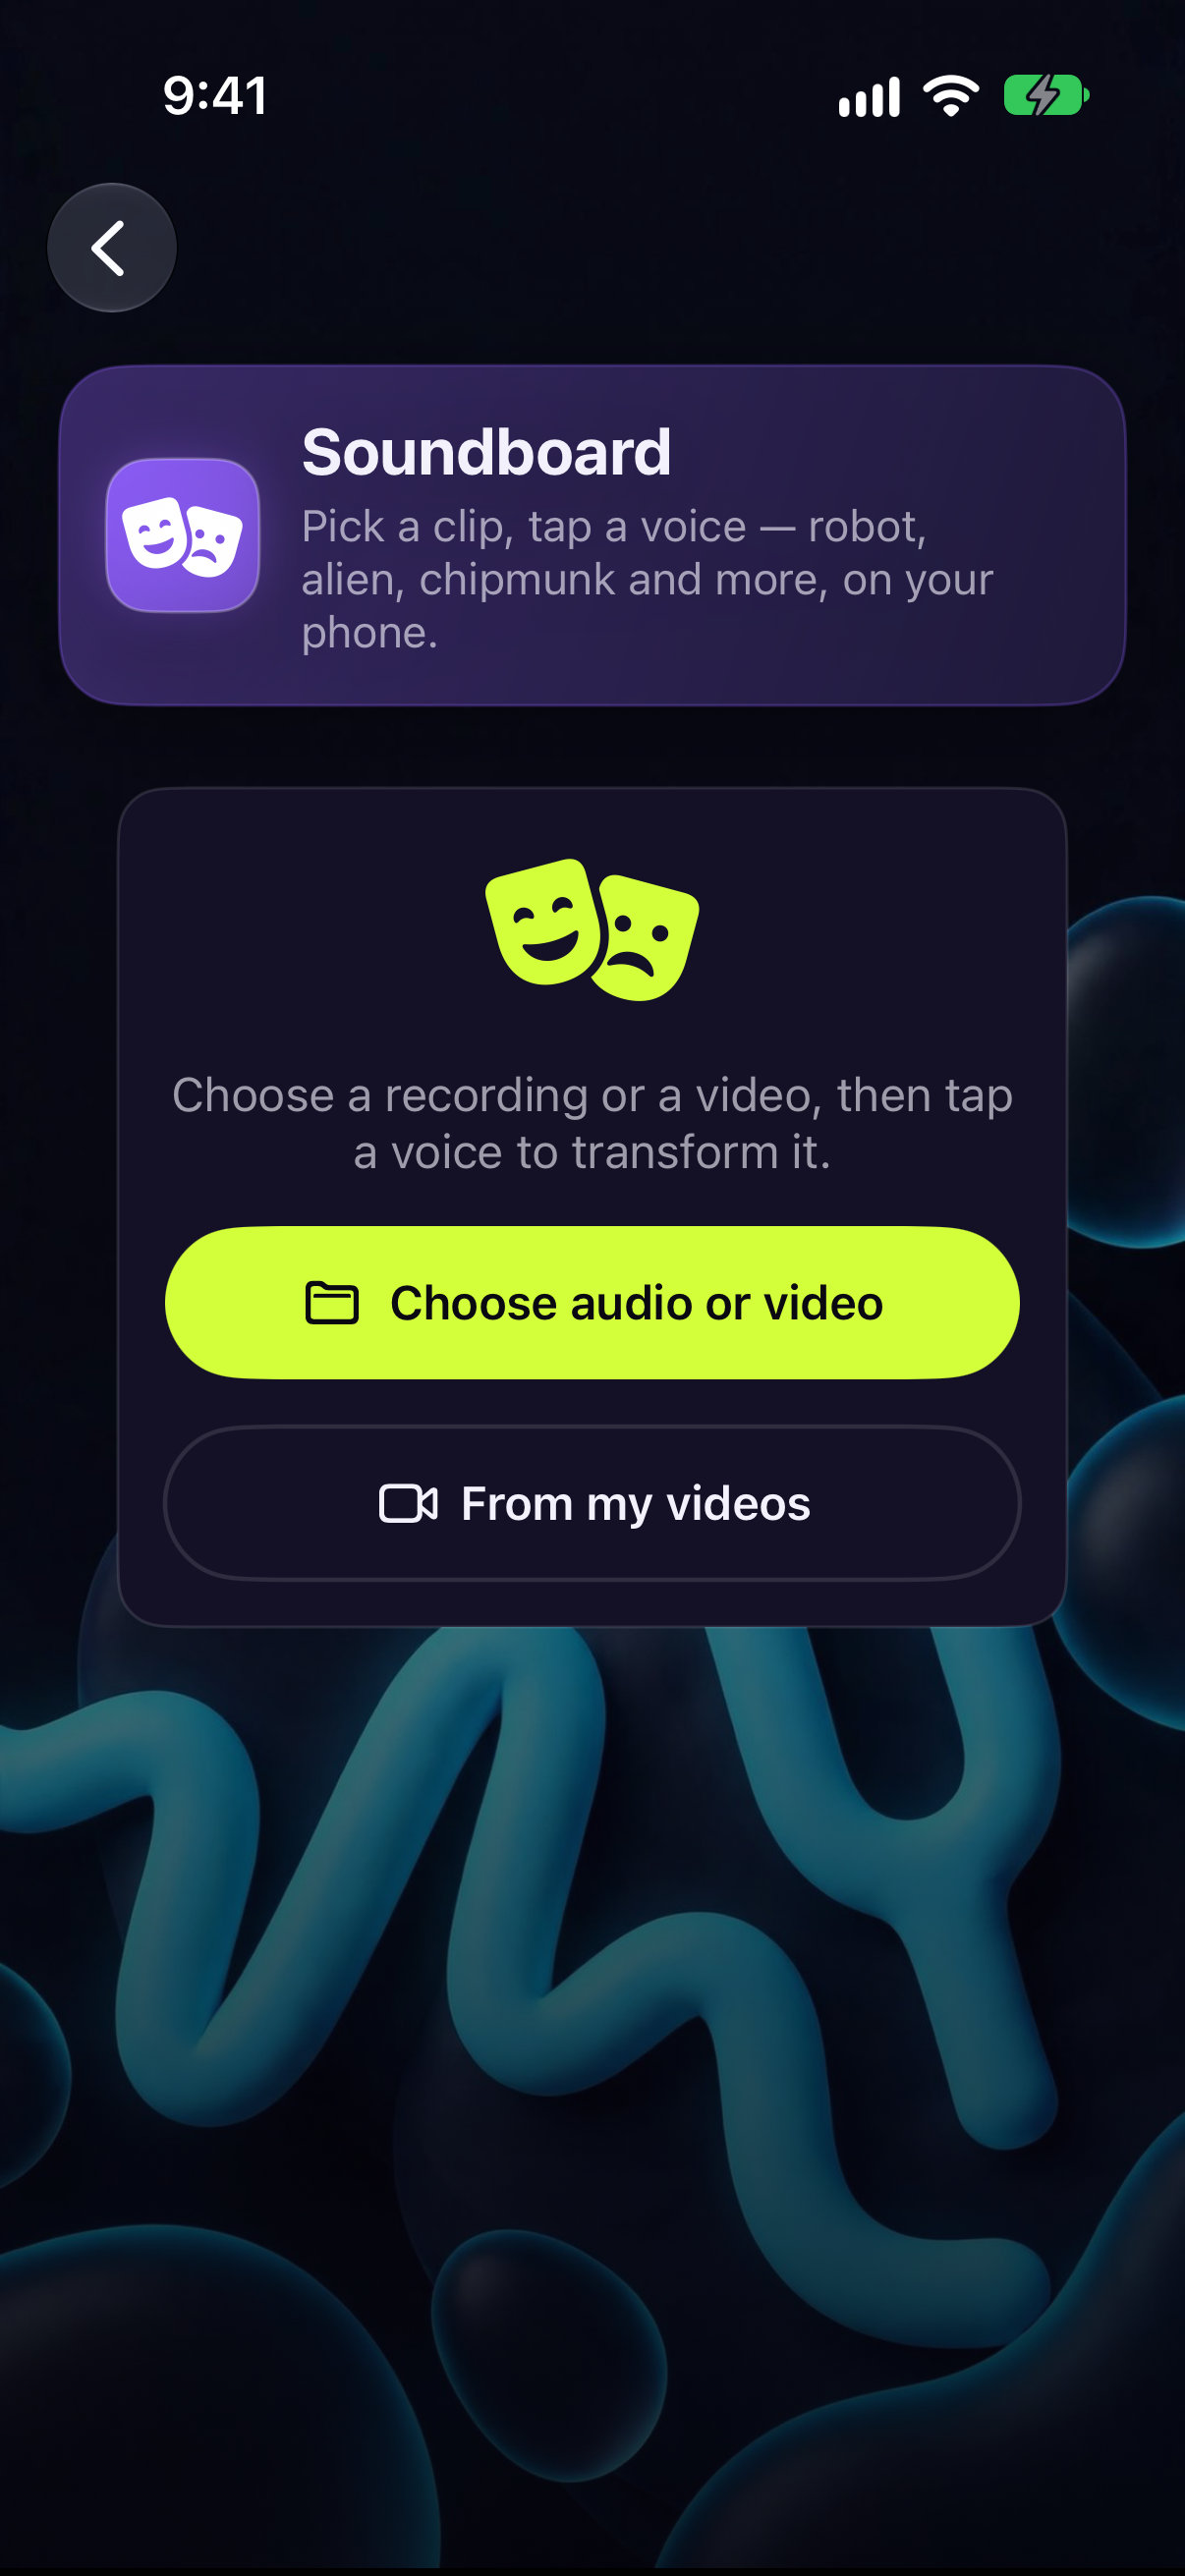 9:41
Soundboard
Pick a clip, tap a voice — robot,
alien, chipmunk and more, on your
phone.
Choose a recording or a video, then tap
a voice to transform it.
Choose audio or video
From my videos